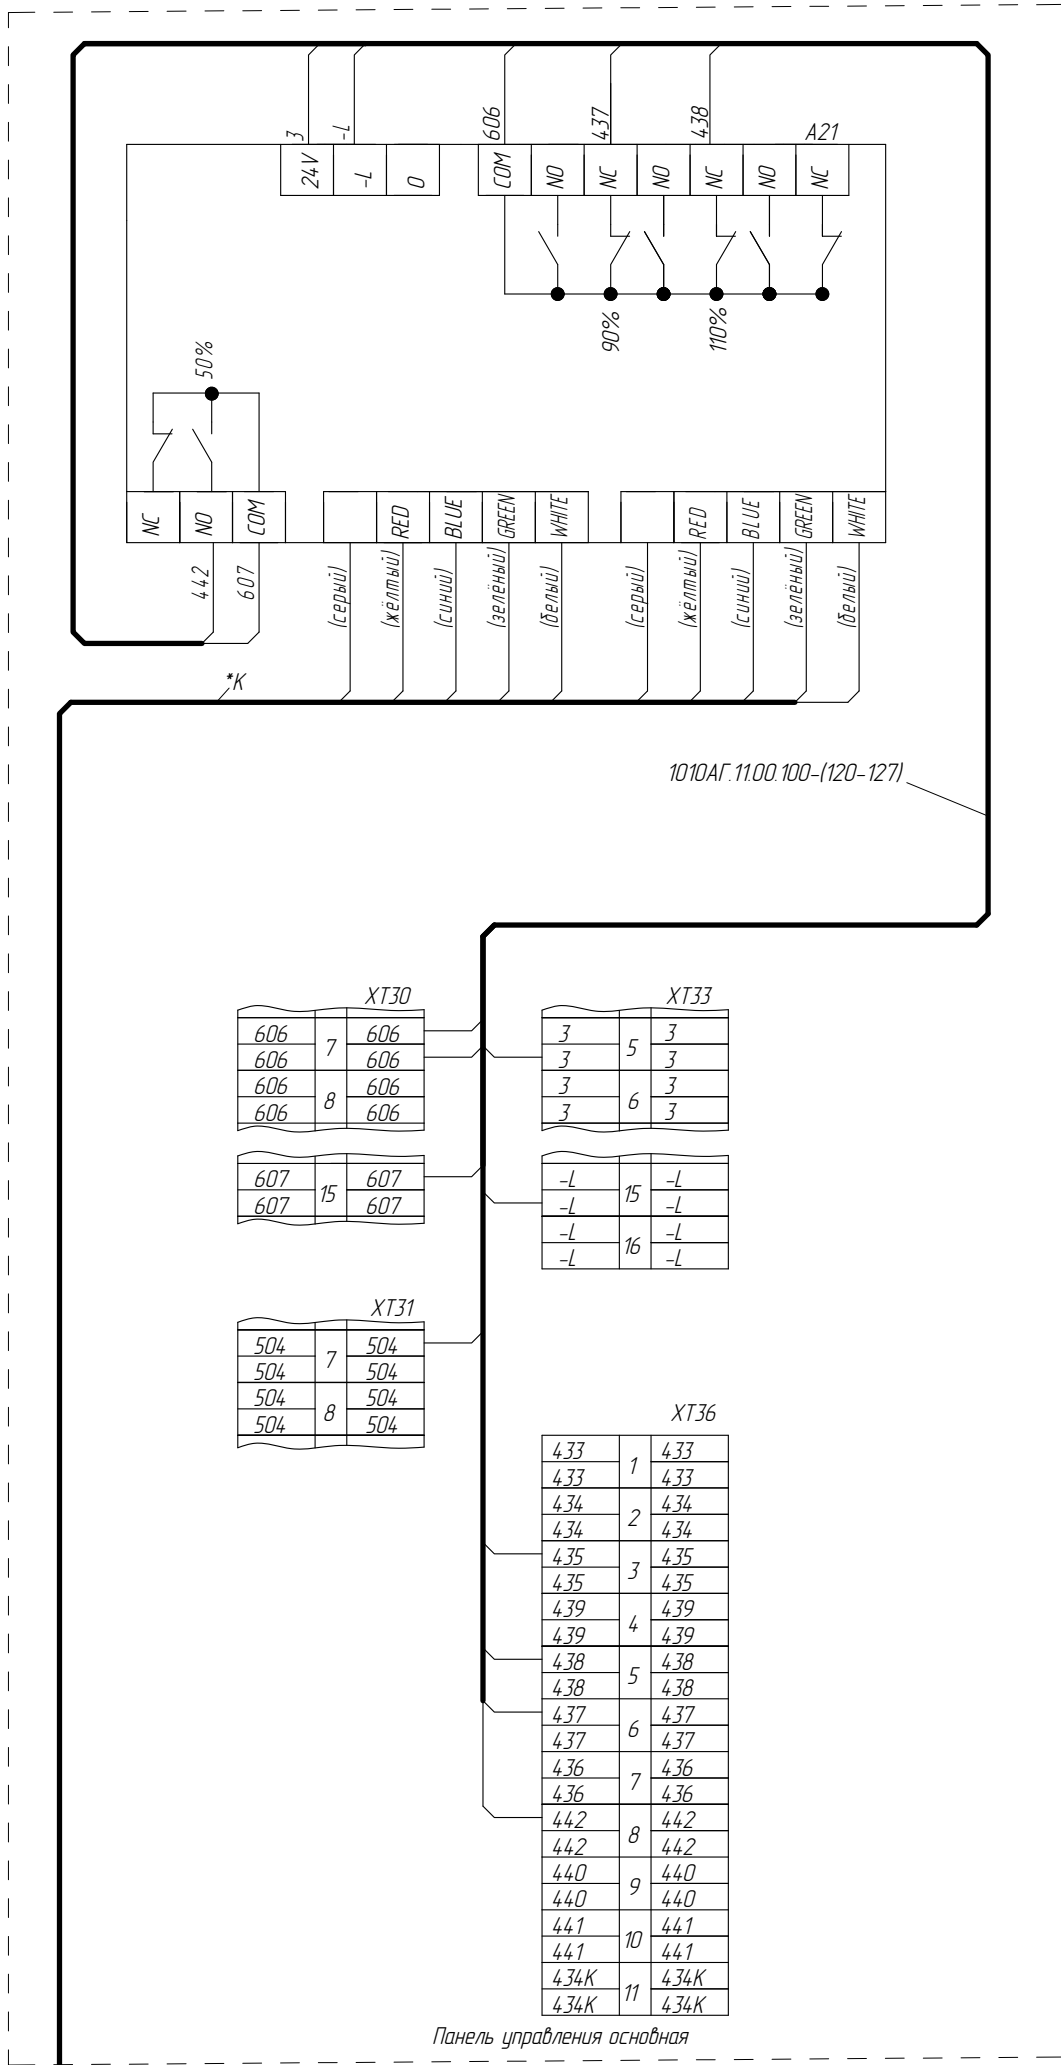 3
-L
606
437
438
A21
24V
-L
0
COM
NO
NC
NO
NC
NO
NC
90%
110%
50%
NC
NO
COM
RED
BLUE
GREEN
WHITE
RED
BLUE
GREEN
WHITE
442
607
(серый)
(жёлтый)
(синий)
(зелёный)
(белый)
(серый)
(жёлтый)
(синий)
(зелёный)
(белый)
*К
1010АГ.11.00.100-(120-127)
XT30
606 7 606
606 606
606 8 606
606 606
607 15 607
607 607
XT33
3 5 3
3 3
3 6 3
3 3
-L 15 -L
-L -L
-L 16 -L
-L -L
XT31
504 7 504
504 504
504 8 504
504 504
XT36
433 1 433
433 433
434 2 434
434 434
435 3 435
435 435
439 4 439
439 439
438 5 438
438 438
437 6 437
437 437
436 7 436
436 436
442 8 442
442 442
440 9 440
440 440
441 10 441
441 441
434К 11 434К
434К 434К
Панель управления основная